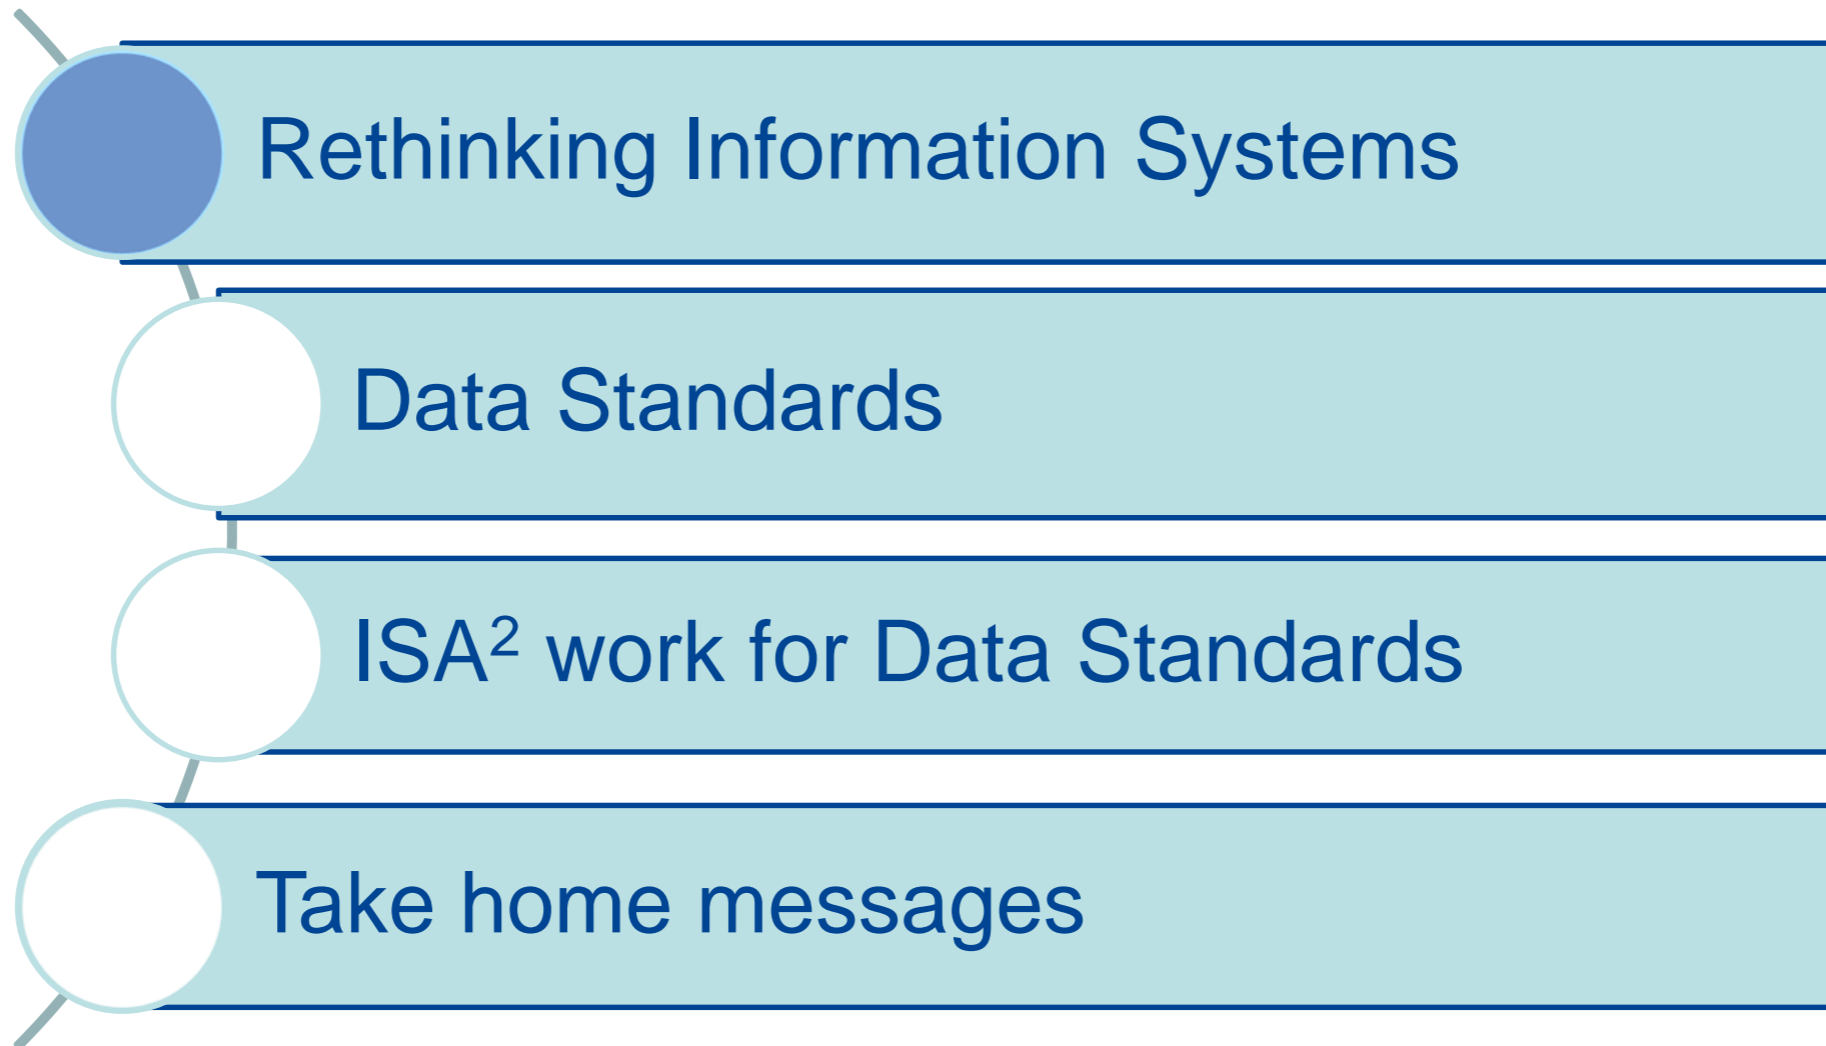 Rethinking Information Systems
Data Standards
ISA² work for Data Standards
Take home messages